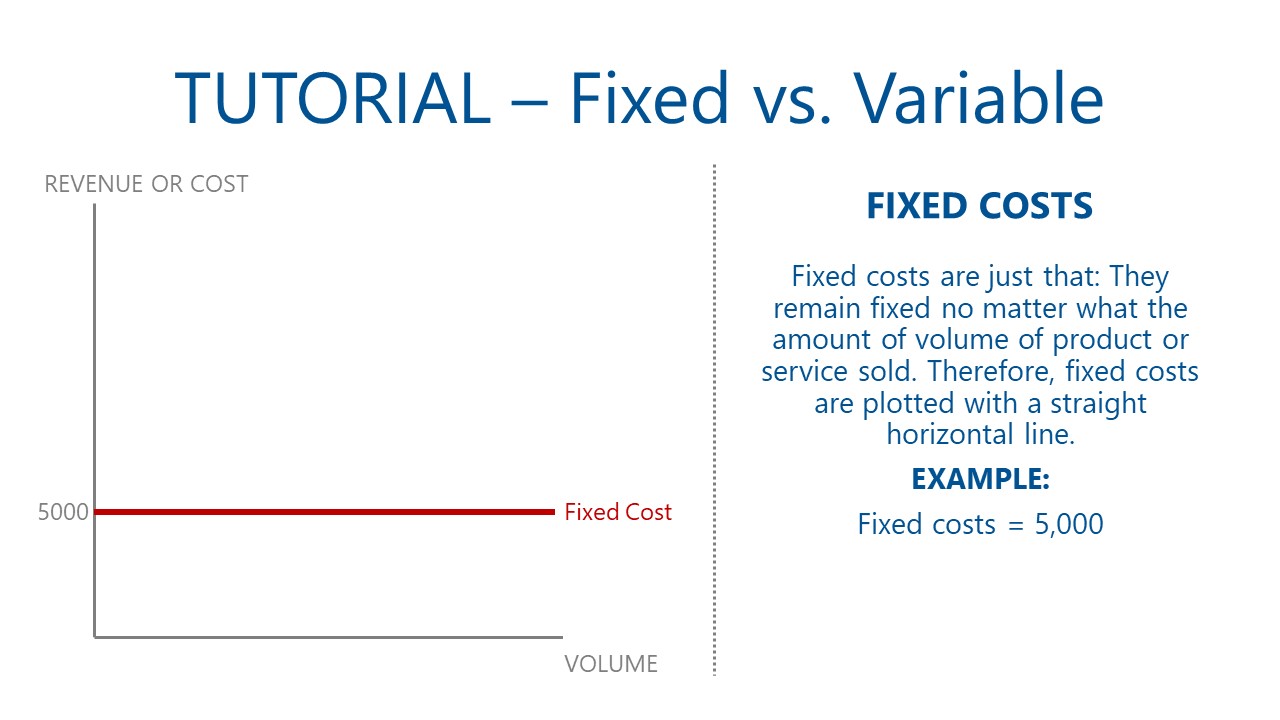 TUTORIAL – Fixed vs. Variable
REVENUE OR COST
5000
Fixed Cost
VOLUME
FIXED COSTS
Fixed costs are just that: They
remain fixed no matter what the
amount of volume of product or
service sold. Therefore, fixed costs
are plotted with a straight
horizontal line.
EXAMPLE:
Fixed costs = 5,000